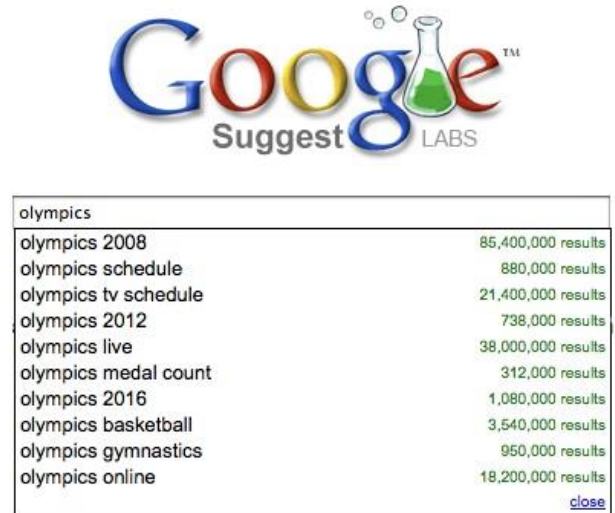 Google™
Suggest LABS
olympics
olympics 2008 85,400,000 results
olympics schedule 880,000 results
olympics tv schedule 21,400,000 results
olympics 2012 738,000 results
olympics live 38,000,000 results
olympics medal count 312,000 results
olympics 2016 1,080,000 results
olympics basketball 3,540,000 results
olympics gymnastics 950,000 results
olympics online 18,200,000 results
close